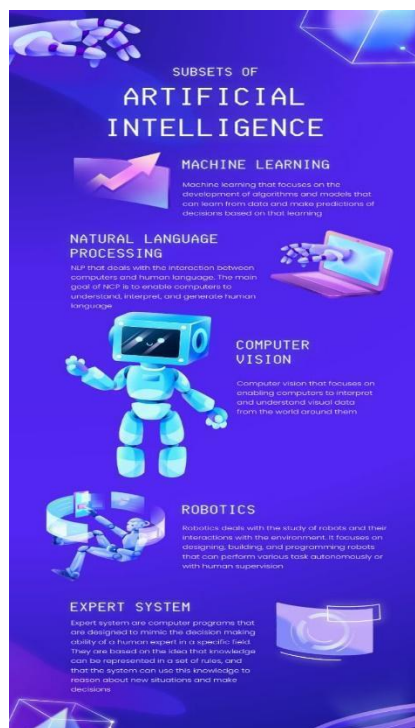 SUBSETS OF
ARTIFICIAL
INTELLIGENCE
MACHINE LEARNING
Machine learning that focuses on the
development of algorithms and models that
can learn from data and make predictions of
decisions based on that learning
NATURAL LANGUAGE
PROCESSING
NLP that deals with the interaction between
computers and human language. The main
goal of NCP is to enable computers to
understand, interpret, and generate human
language
COMPUTER
VISION
Computer vision that focuses on
enabling computers to interpret
and understand visual data
from the world around them
ROBOTICS
Robotics deals with the study of robots and their
interactions with the environment. It focuses on
designing, building, and programming robots
that can perform various task autonomously or
with human supervision
EXPERT SYSTEM
Expert system are computer programs that
are designed to mimic the decision making
ability of a human expert in a specific field
They are based on the idea that knowledge
can be represented in a set of rules, and
that the system can use this knowledge to
reason about new situations and make
decisions